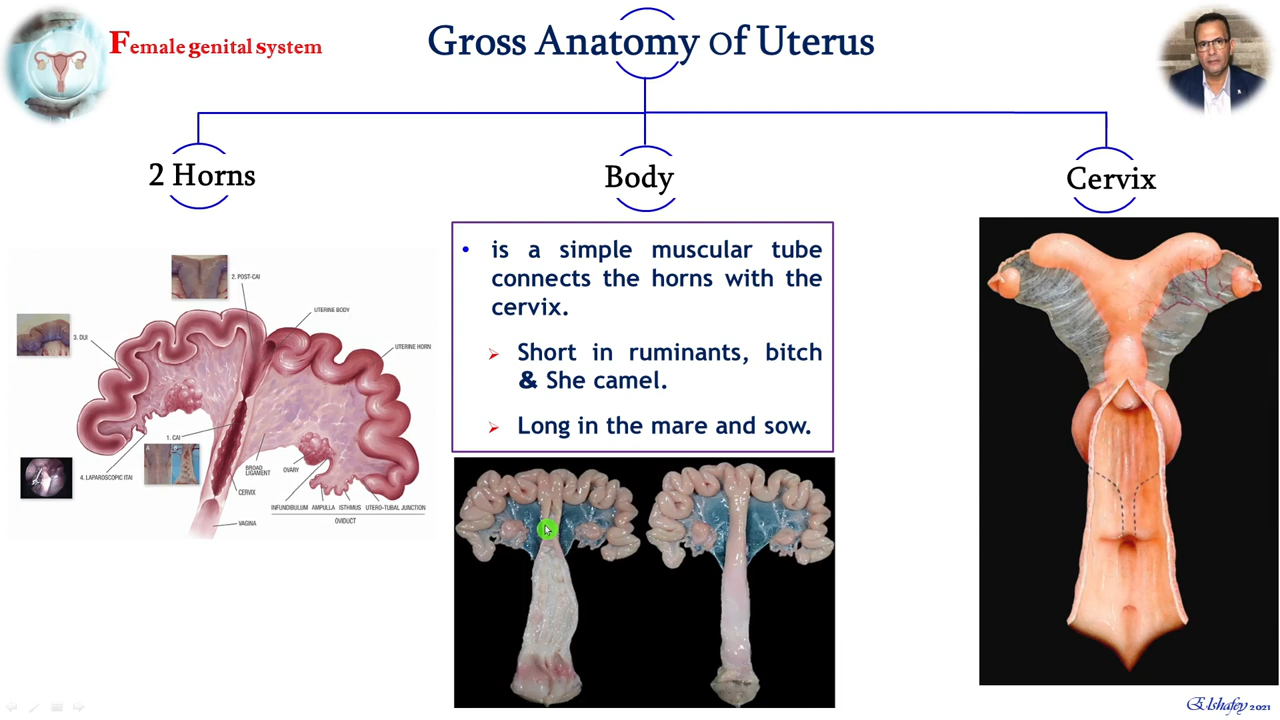 Female genital system
Gross Anatomy of Uterus
2 Horns
Body
Cervix
• is a simple muscular tube
connects the horns with the
cervix.
➢ Short in ruminants, bitch
& She camel.
➢ Long in the mare and sow.
2. POST-CAI
UTERINE BODY
3. DUI
UTERINE HORN
1. CAI
A
4. LAPAROSCOPIC ITAI
BROAD
LIGAMENT
OVARY
CERVIX
INFUNDIBULUM AMPULLA ISTHMUS UTERO-TUBAL JUNCTION
OVIDUCT
VAGINA
Elshafey 2021